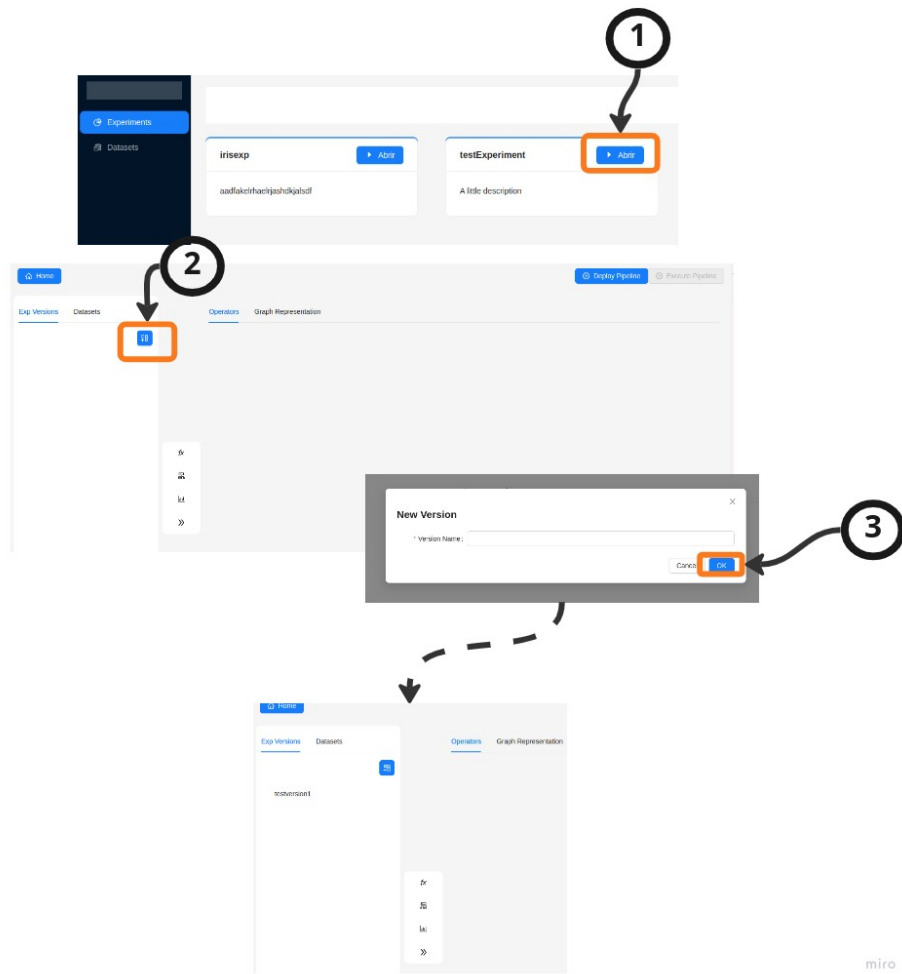 1
Experiments
Datasets
irisexp
Abrir
aadfakelrhaelrjashdkjalsdf
testExperiment
Abrir
A little description
2
Home
Deploy Pipeline
Execute Pipeline
Exp Versions
Datasets
Operators
Graph Representation
fx
New Version
* Version Name:
Cancel
OK
3
Home
Exp Versions
Datasets
Operators
Graph Representation
testversion1
fx
miro